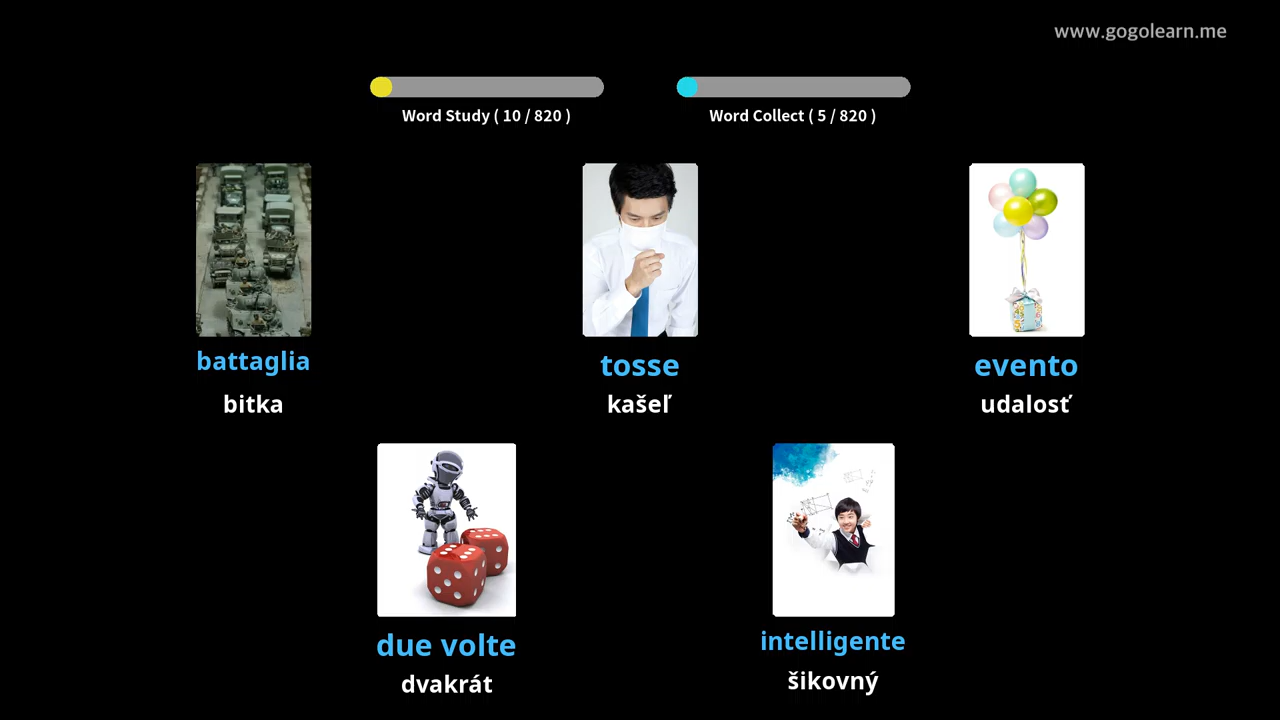 www.gogolearn.me
Word Study ( 10 / 820 )
Word Collect ( 5 / 820 )
battaglia
bitka
tosse
kašeľ
evento
udalosť
due volte
dvakrát
intelligente
šikovný